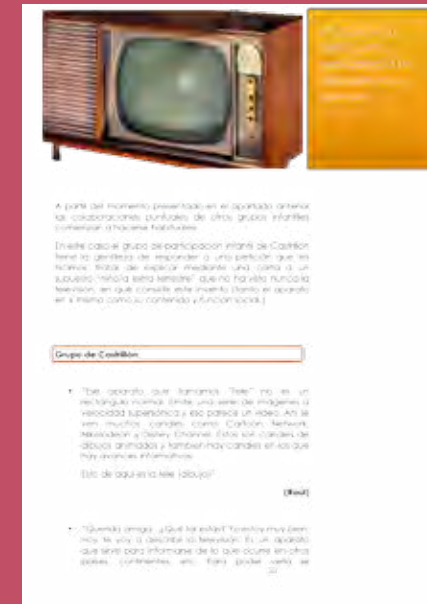 A partir del momento presentado en el apartado anterior
las colaboraciones puntuales de otros grupos infantiles
comienzan a hacerse habituales.
En este caso el grupo de participación infantil de Castrillón
tiene la gentileza de responder a una petición que les
hicimos: tratar de explicar mediante una carta a un
supuesto "niño/a extra terrestre" que no ha visto nunca la
televisión, en qué consiste este invento (tanto el aparato
en sí mismo como su contenido y función social.)
Grupo de Castrillón
• "Ese aparato que llamamos "Tele" no es un
rectángulo normal. Emite una serie de imágenes a
velocidad supersónica y eso parece un vídeo. Ahí se
ven muchos canales como Cartoon Network,
Nickelodeon y Disney Channel. Estos son canales de
dibujos animados y también hay canales en los que
hay avances informativos.
Esto de aquí es la tele (dibujo)"
• "Querida amiga: ¿Qué tal estás? Yo estoy muy bien.
Hoy te voy a describir la televisión. Es un aparato
que sirve para informarse de lo que ocurre en otros
países, continentes, etc. Para poder verla se